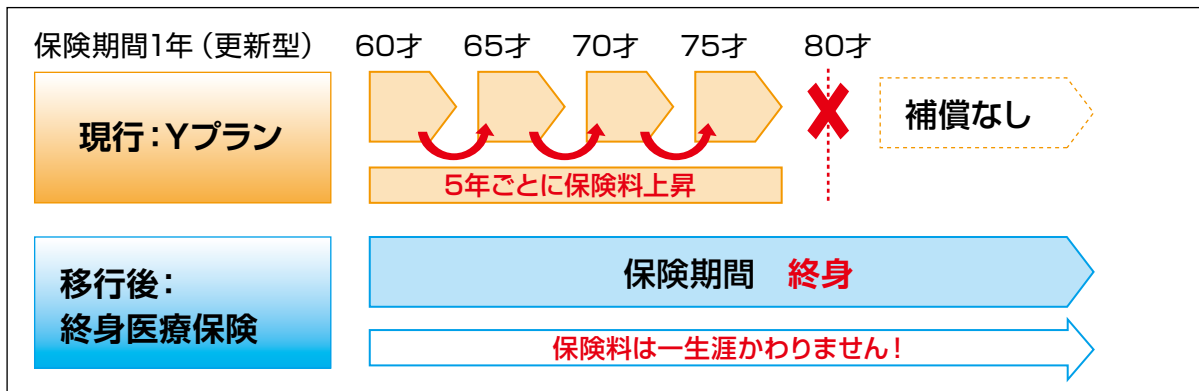 保険期間1年（更新型）
60才 65才 70才 75才 80才
現行：Yプラン
補償なし
5年ごとに保険料上昇
移行後：
終身医療保険
保険期間 終身
保険料は一生涯かわりません！